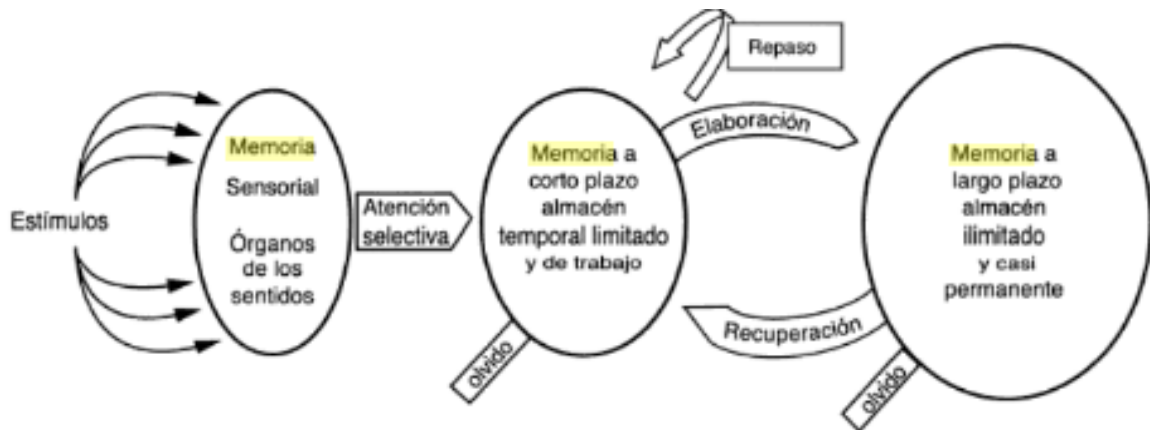 Estímulos
Memoria
Sensorial
Órganos
de los
sentidos
Atención
selectiva
Memoria a
corto plazo
almacén
temporal limitado
y de trabajo
olvido
Repaso
Elaboración
Recuperación
Memoria a
largo plazo
almacén
ilimitado
y casi
permanente
olvido